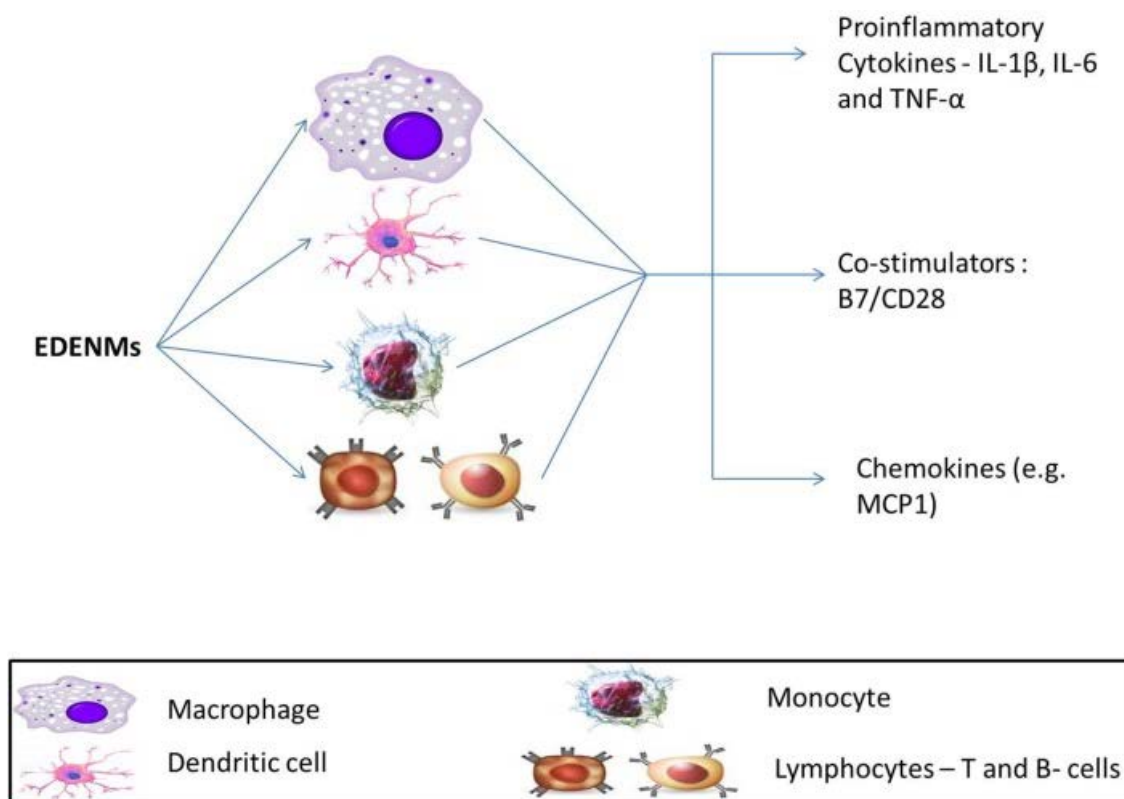 Proinflammatory
Cytokines - IL-1β, IL-6
and TNF-α
Co-stimulators :
B7/CD28
EDENMs
Chemokines (e.g.
MCP1)
Macrophage
Monocyte
Dendritic cell
Lymphocytes – T and B- cells